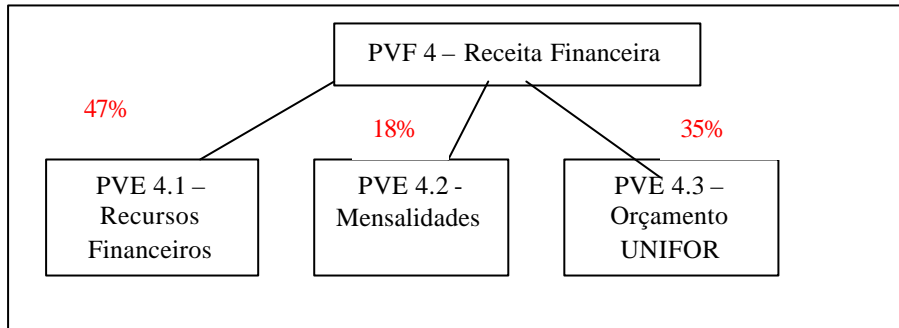 PVF 4 – Receita Financeira
47%
18%
35%
PVE 4.1 –
Recursos
Financeiros
PVE 4.2 -
Mensalidades
PVE 4.3 –
Orçamento
UNIFOR